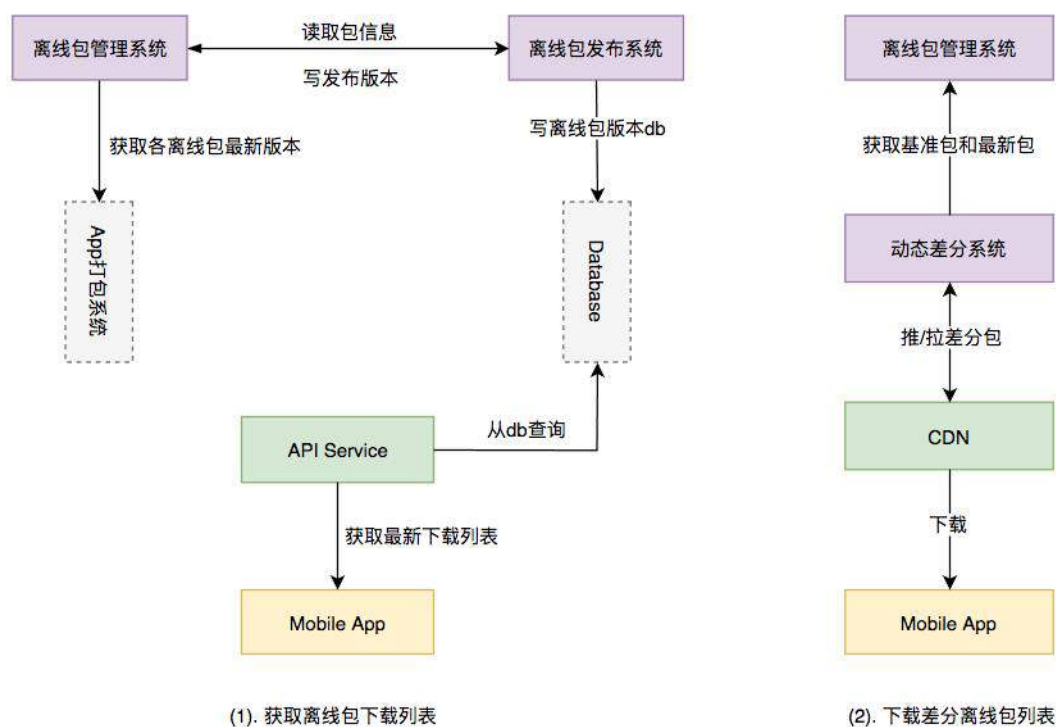 离线包管理系统
读取包信息
写发布版本
离线包发布系统
获取各离线包最新版本
写离线包版本db
App打包系统
Database
API Service
从db查询
获取最新下载列表
Mobile App
(1). 获取离线包下载列表
离线包管理系统
获取基准包和最新包
动态差分系统
推/拉差分包
CDN
下载
Mobile App
(2). 下载差分离线包列表